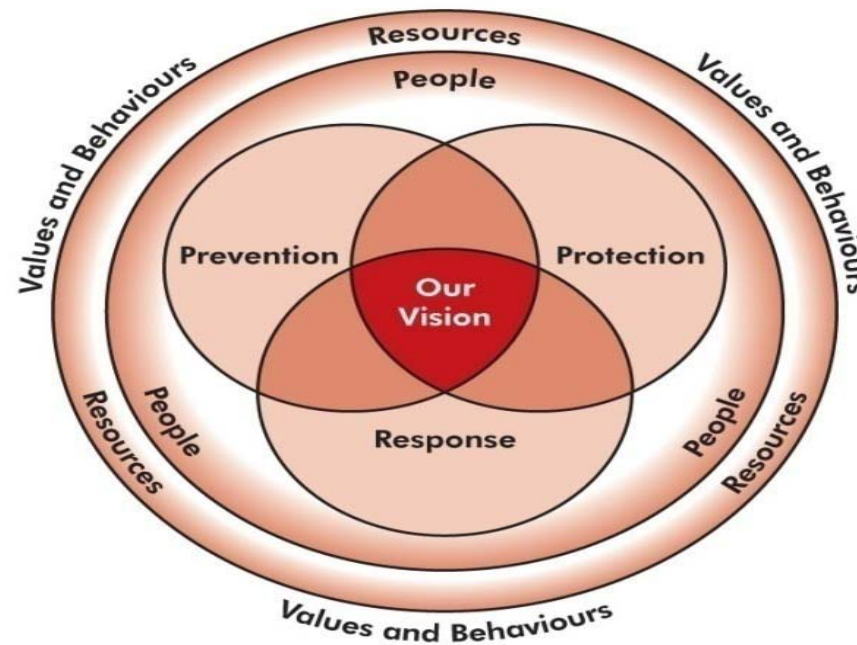 Resources
People
Values and Behaviours
Values and Behaviours
Prevention
Protection
Our
Vision
Response
People
People
Resources
Resources
Values and Behaviours